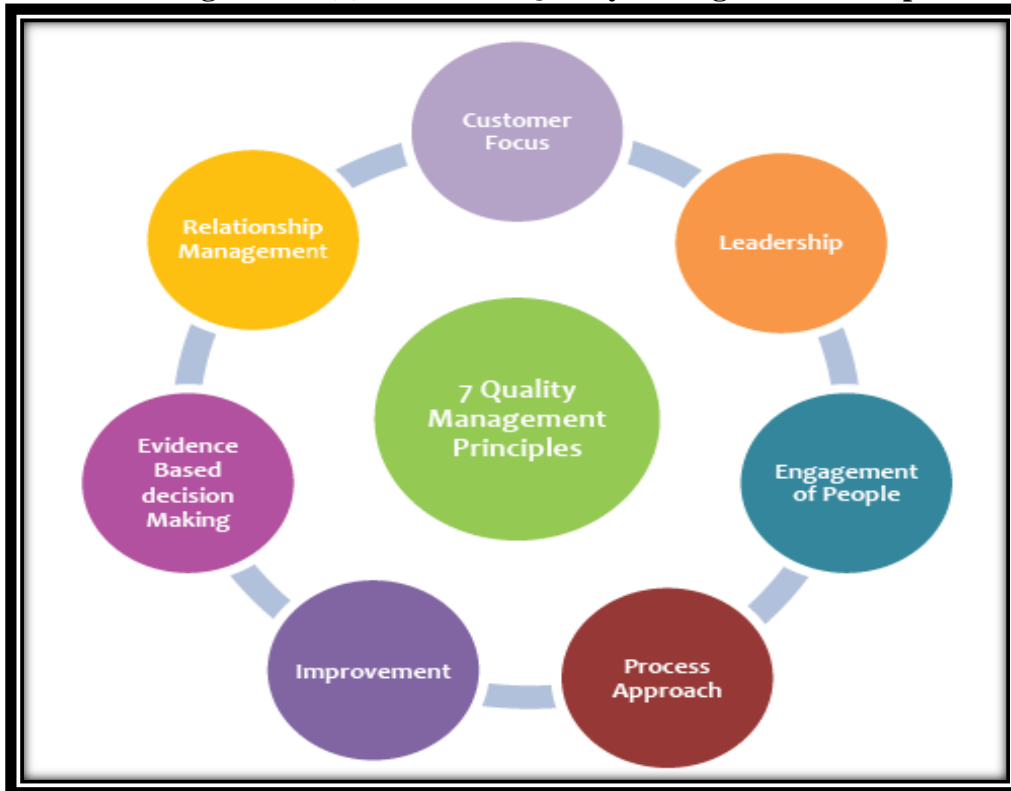 Quality
Customer
Focus
Leadership
Engagement
of People
Process
Approach
Improvement
Evidence
Based
decision
Making
Relationship
Management
7 Quality
Management
Principles